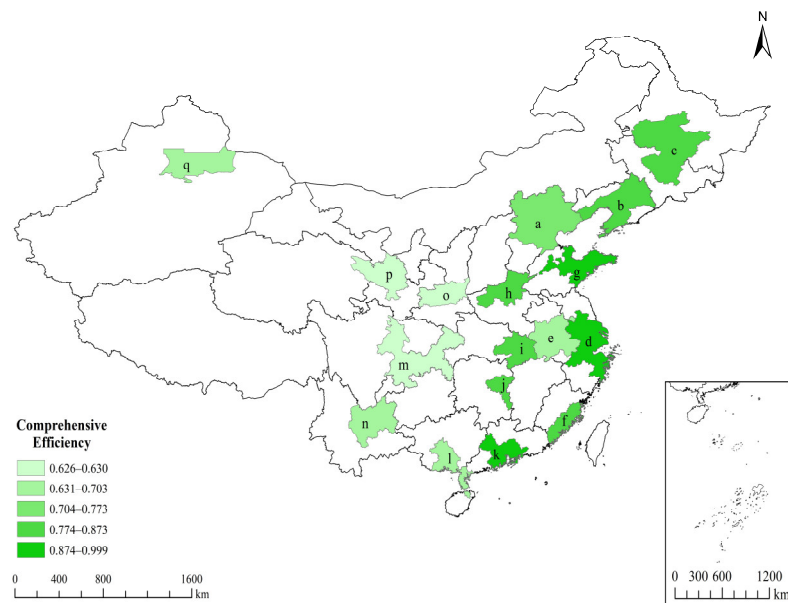 N
q
c
b
a
p
g
h
o
d
i
e
m
j
f
n
k
l
Comprehensive
Efficiency
0.626–0.630
0.631–0.703
0.704–0.773
0.774–0.873
0.874–0.999
0 400 800 1600
km
0 300 600 1200
km